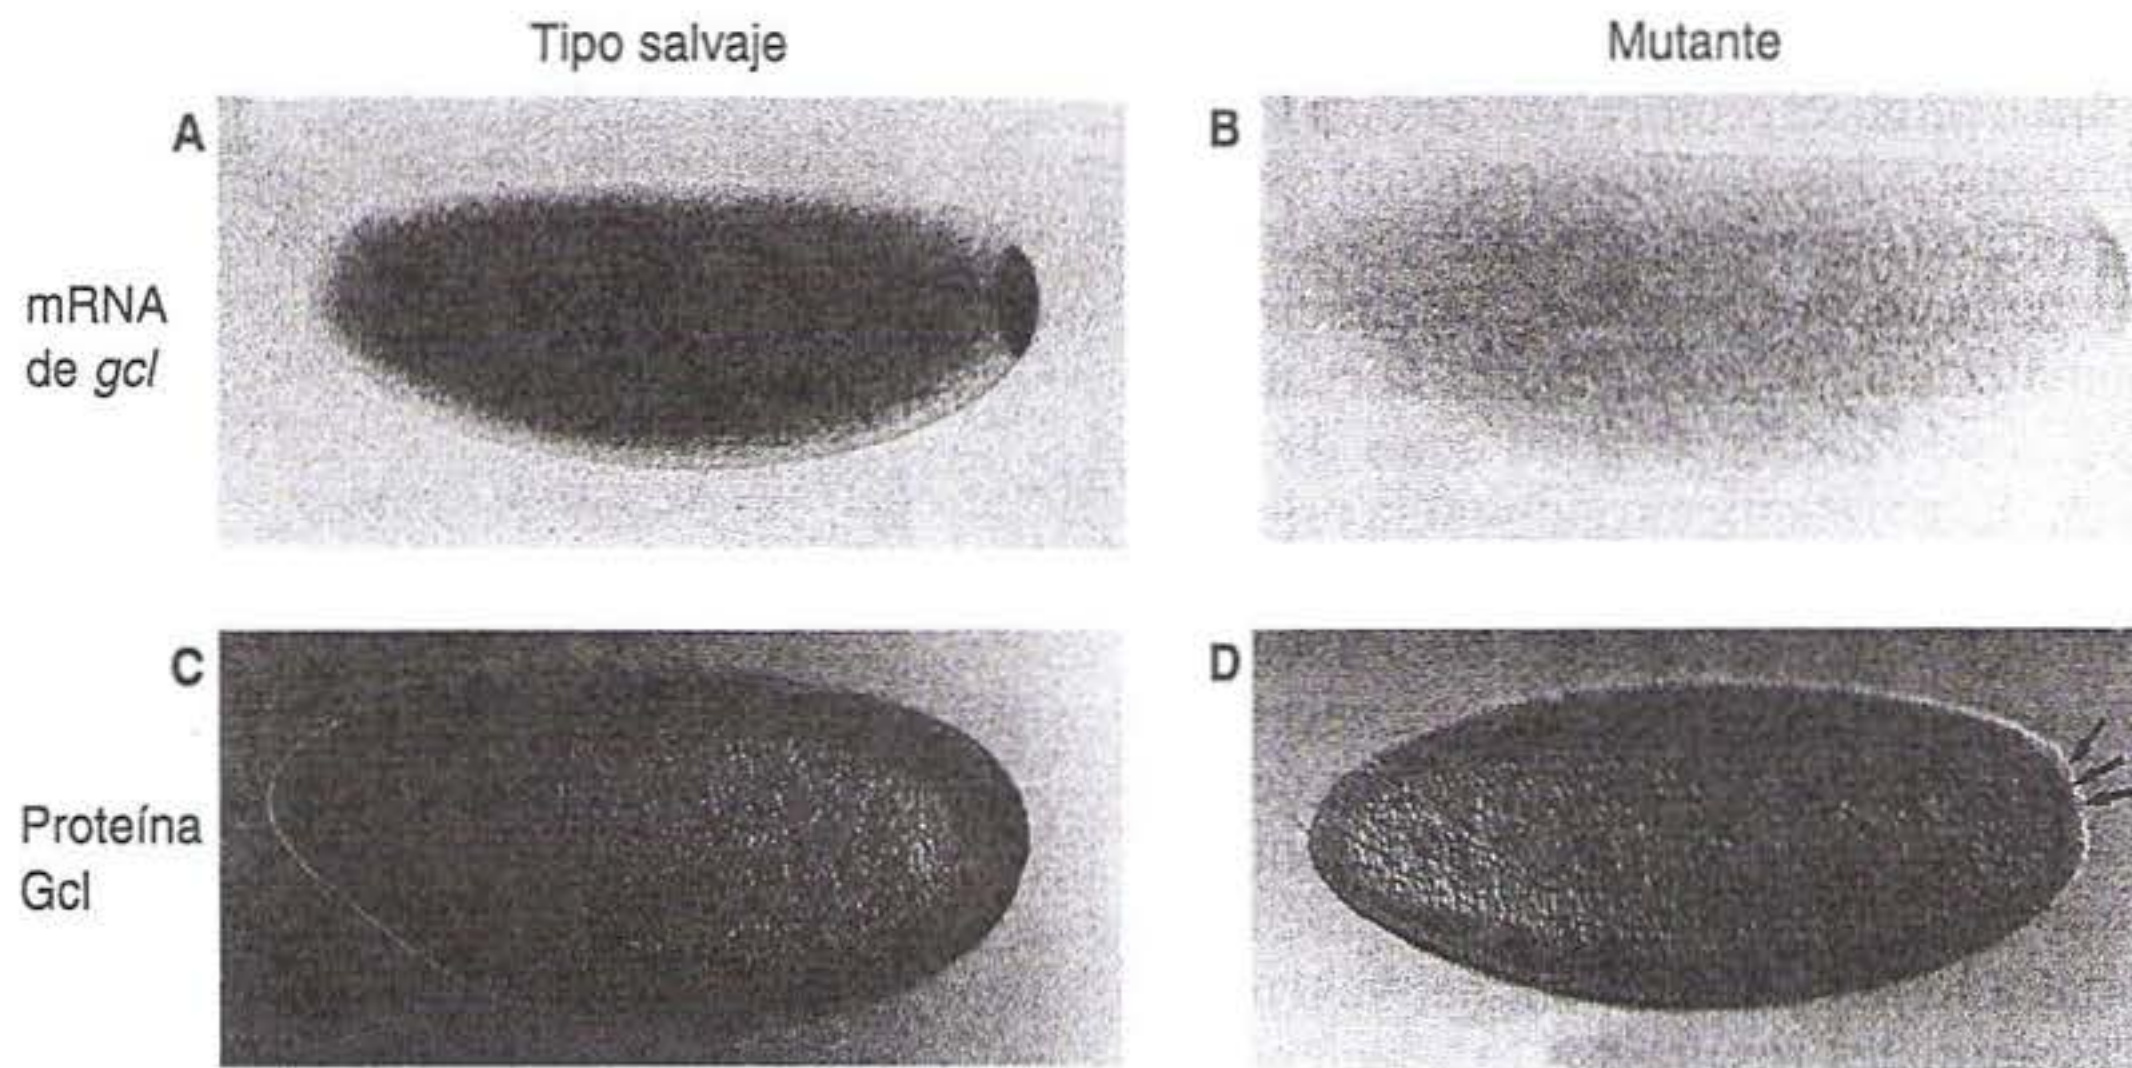 Tipo salvaje
Mutante
A
B
mRNA
de gcl
C
D
Proteína
Gcl